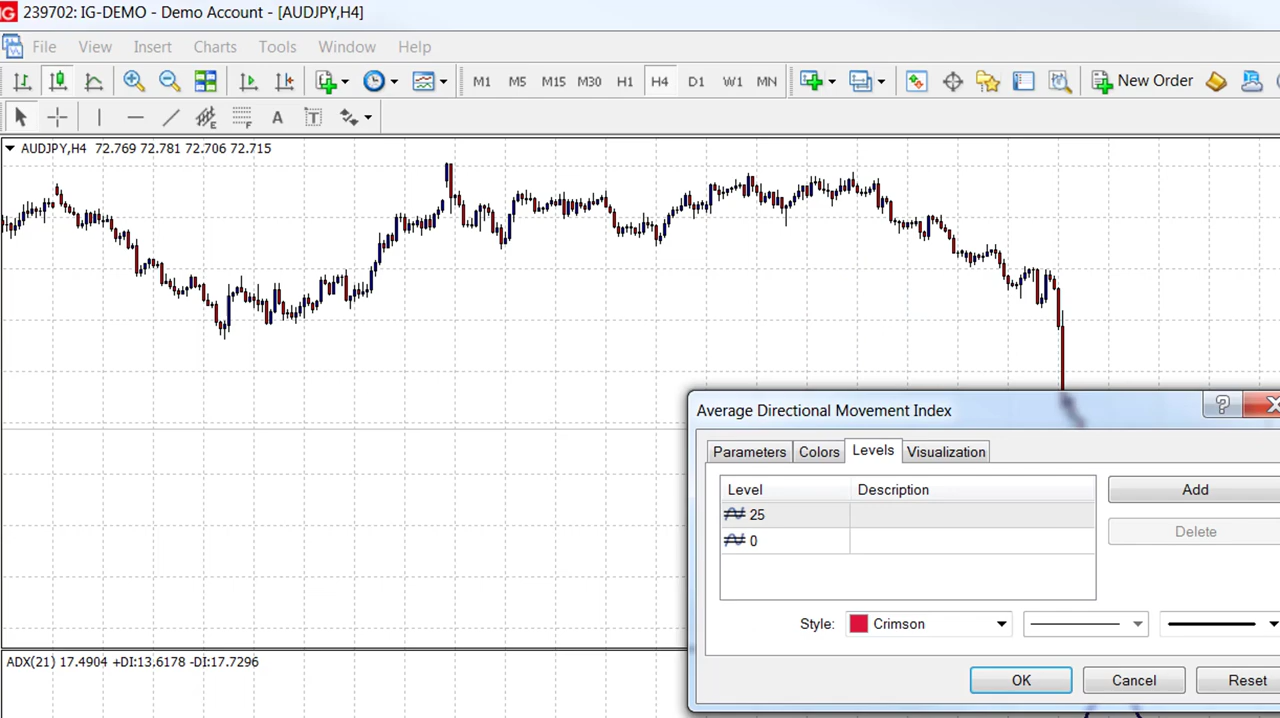 IG 239702: IG-DEMO - Demo Account - [AUDJPY,H4]
File View Insert Charts Tools Window Help
M1 M5 M15 M30 H1 H4 D1 W1 MN New Order
E F A T
AUDJPY,H4 72.769 72.781 72.706 72.715
Average Directional Movement Index
Parameters Colors Levels Visualization
Level Description Add
25
Delete
0
Style: Crimson
ADX(21) 17.4904 +DI:13.6178 -DI:17.7296
OK Cancel Reset